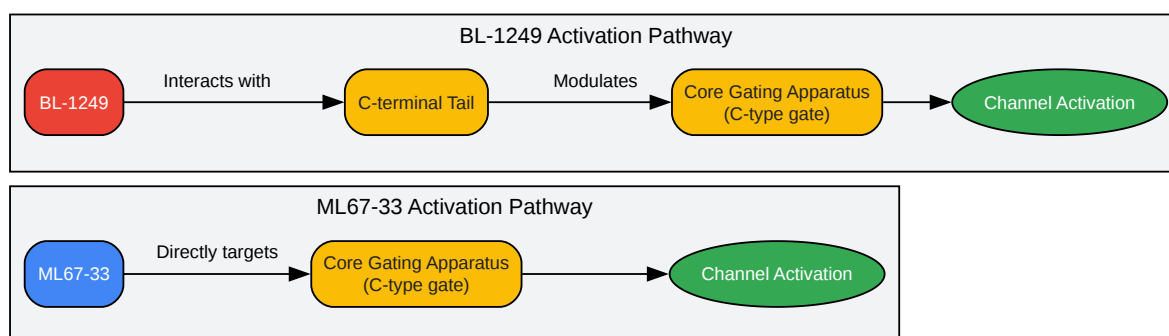 BL-1249 Activation Pathway
BL-1249
Interacts with
C-terminal Tail
Modulates
Core Gating Apparatus
(C-type gate)
Channel Activation
ML67-33 Activation Pathway
ML67-33
Directly targets
Core Gating Apparatus
(C-type gate)
Channel Activation